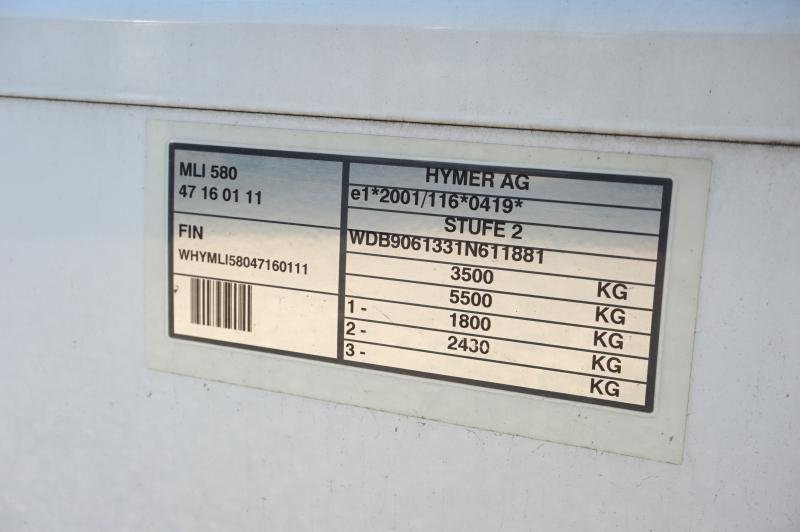 MLI 580
47 16 01 11
FIN
WHYMLI58047160111
HYMER AG
e1*2001/116*0419*
STUFE 2
WDB9061331N611881
3500 KG
5500 KG
1 - 1800 KG
2 - 2430 KG
3 - KG